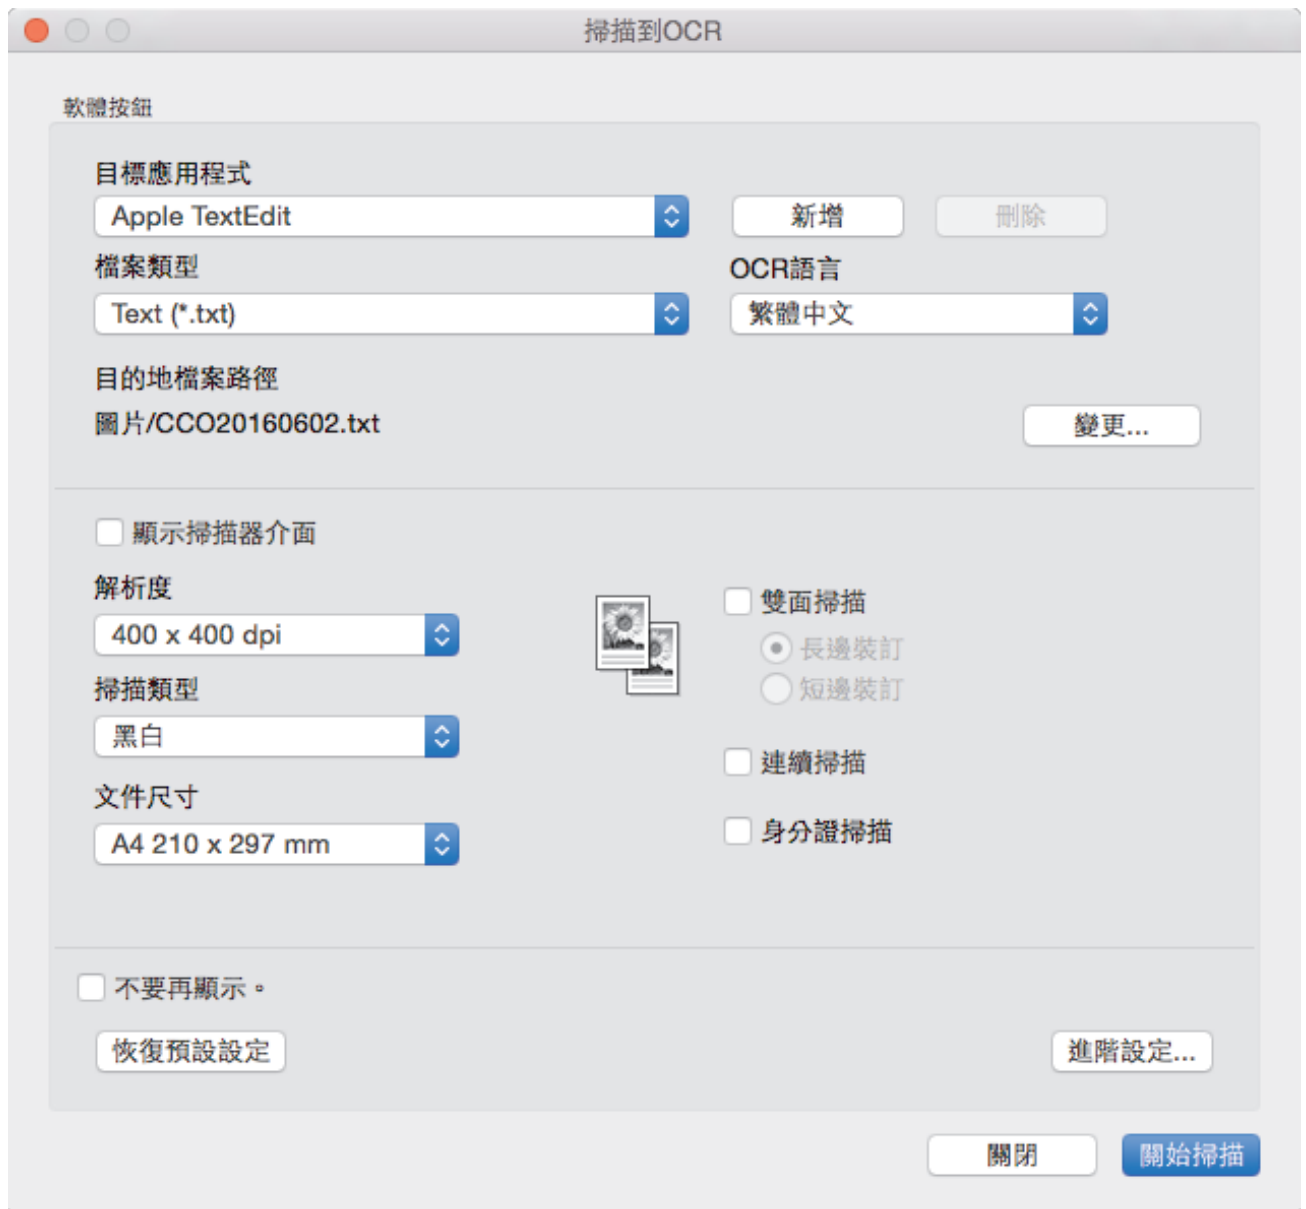 掃描到OCR
軟體按鈕
目標應用程式
Apple TextEdit
新增
刪除
檔案類型
OCR語言
Text (*.txt)
繁體中文
目的地檔案路徑
圖片/CCO20160602.txt
變更...
顯示掃描器介面
解析度
雙面掃描
400 x 400 dpi
長邊裝訂
掃描類型
短邊裝訂
黑白
連續掃描
文件尺寸
身分證掃描
A4 210 x 297 mm
不要再顯示。
恢復預設設定
進階設定...
關閉
開始掃描